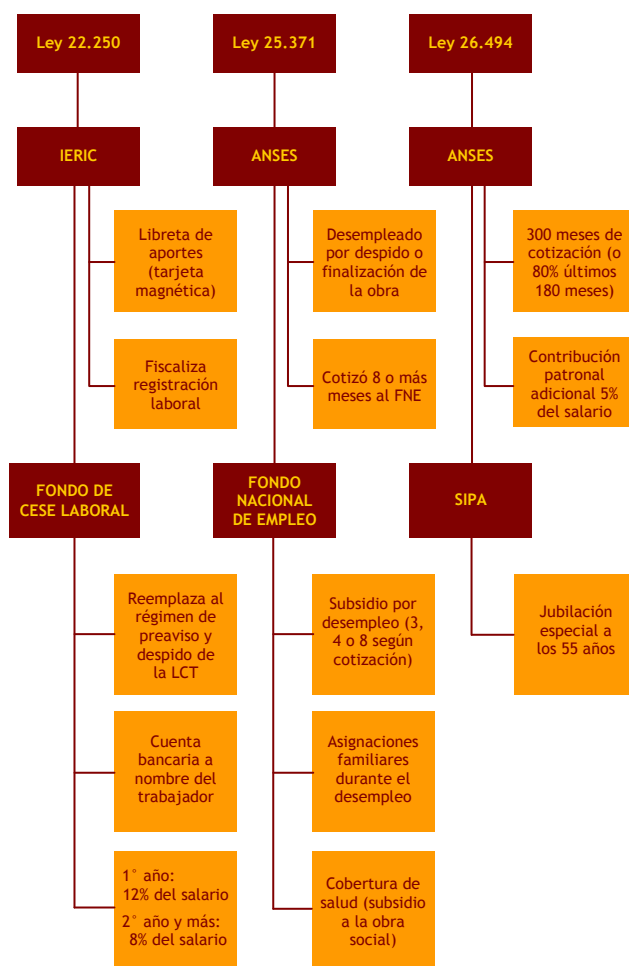 Ley 22.250
IERIC
Libreta de
aportes
(tarjeta
magnética)
Fiscaliza
registración
laboral
FONDO DE
CESE LABORAL
Reemplaza al
régimen de
preaviso y
despido de
la LCT
Cuenta
bancaria a
nombre del
trabajador
1° año:
12% del salario
2° año y más:
8% del salario
Ley 25.371
ANSES
Desempleado
por despido o
finalización de
la obra
Cotizó 8 o más
meses al FNE
FONDO
NACIONAL
DE EMPLEO
Subsidio por
desempleo (3,
4 o 8 según
cotización)
Asignaciones
familiares
durante el
desempleo
Cobertura de
salud (subsidio
a la obra
social)
Ley 26.494
ANSES
300 meses de
cotización (o
80% últimos
180 meses)
Contribución
patronal
adicional 5%
del salario
SIPA
Jubilación
especial a
los 55 años